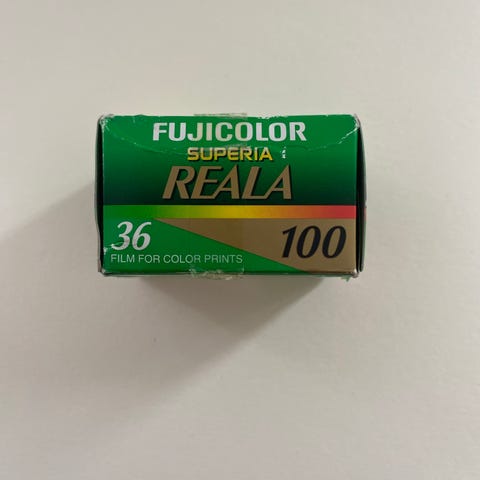 FUJICOLOR
SUPERIA
REALA
36 100
FILM FOR COLOR PRINTS